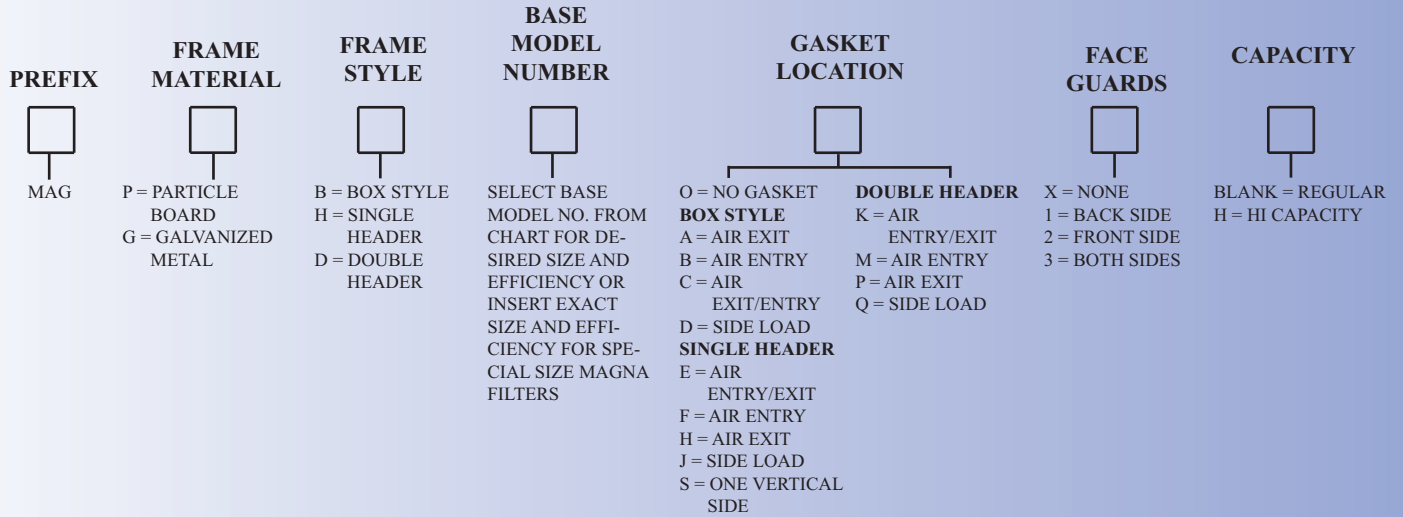 PREFIX
MAG
FRAME
MATERIAL
P = PARTICLE
BOARD
G = GALVANIZED
METAL
FRAME
STYLE
B = BOX STYLE
H = SINGLE
HEADER
D = DOUBLE
HEADER
BASE
MODEL
NUMBER
SELECT BASE
MODEL NO. FROM
CHART FOR DE-
SIRED SIZE AND
EFFICIENCY OR
INSERT EXACT
SIZE AND EFFI-
CIENCY FOR SPE-
CIAL SIZE MAGNA
FILTERS
GASKET
LOCATION
O = NO GASKET
BOX STYLE
A = AIR EXIT
B = AIR ENTRY
C = AIR
EXIT/ENTRY
D = SIDE LOAD
SINGLE HEADER
E = AIR
ENTRY/EXIT
F = AIR ENTRY
H = AIR EXIT
J = SIDE LOAD
S = ONE VERTICAL
SIDE
DOUBLE HEADER
K = AIR
ENTRY/EXIT
M = AIR ENTRY
P = AIR EXIT
Q = SIDE LOAD
FACE
GUARDS
X = NONE
1 = BACK SIDE
2 = FRONT SIDE
3 = BOTH SIDES
CAPACITY
BLANK = REGULAR
H = HI CAPACITY